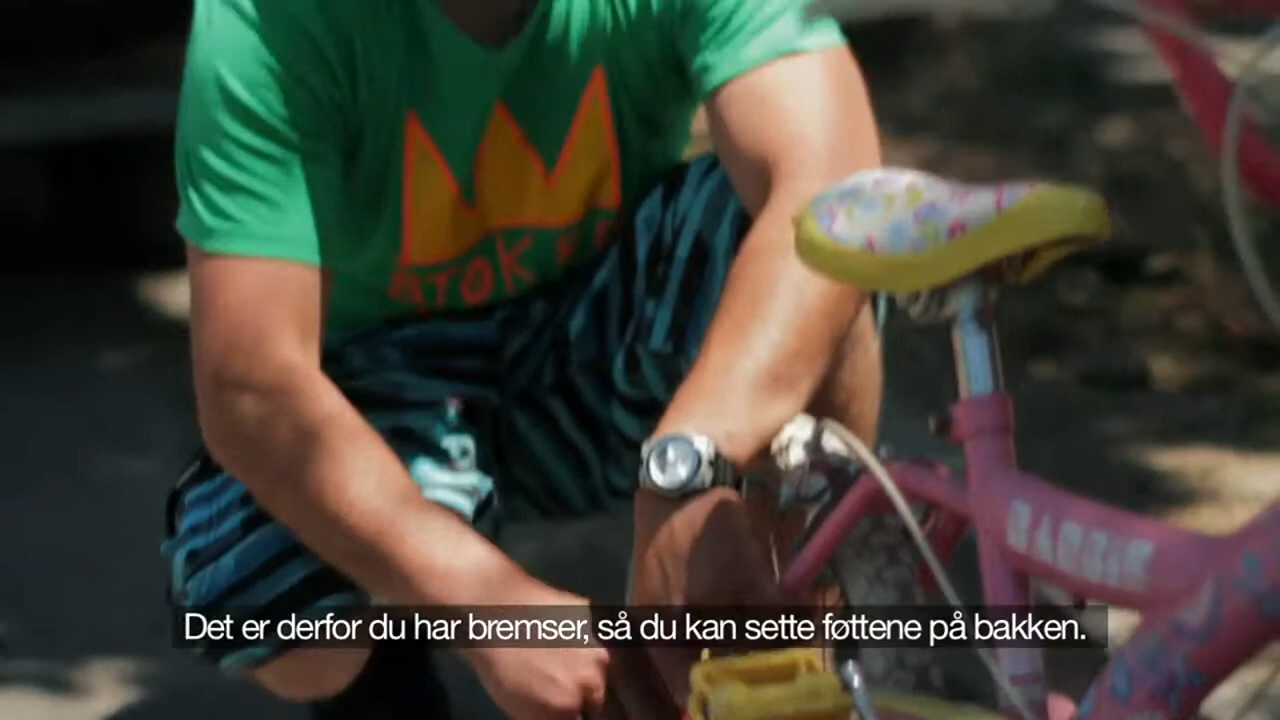 BARBIE
Det er derfor du har bremser, så du kan sette føttene på bakken.